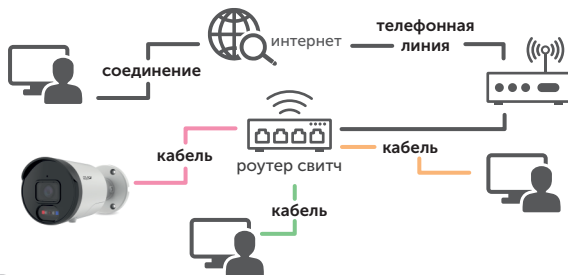 телефонная
линия
интернет
соединение
кабель
роутер свитч
кабель
кабель